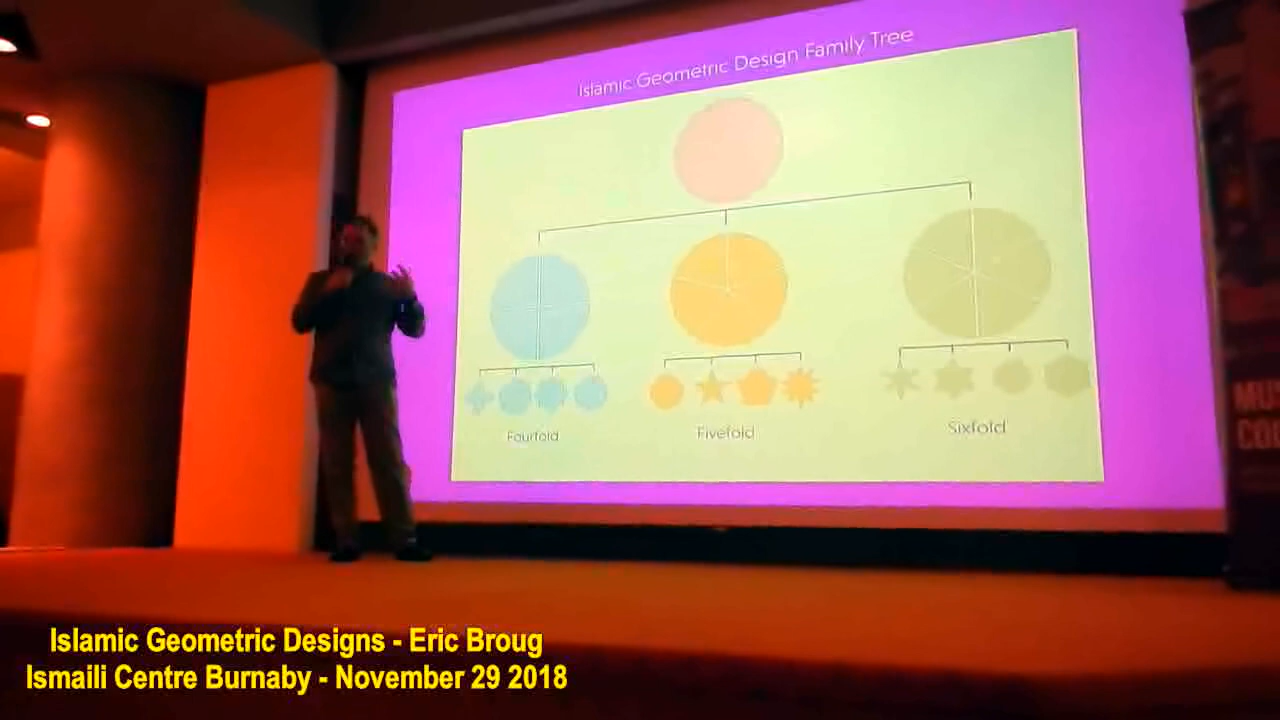 Islamic Geometric Design Family Tree
Fourfold
Fivefold
Sixfold
Islamic Geometric Designs - Eric Broug
Ismaili Centre Burnaby - November 29 2018